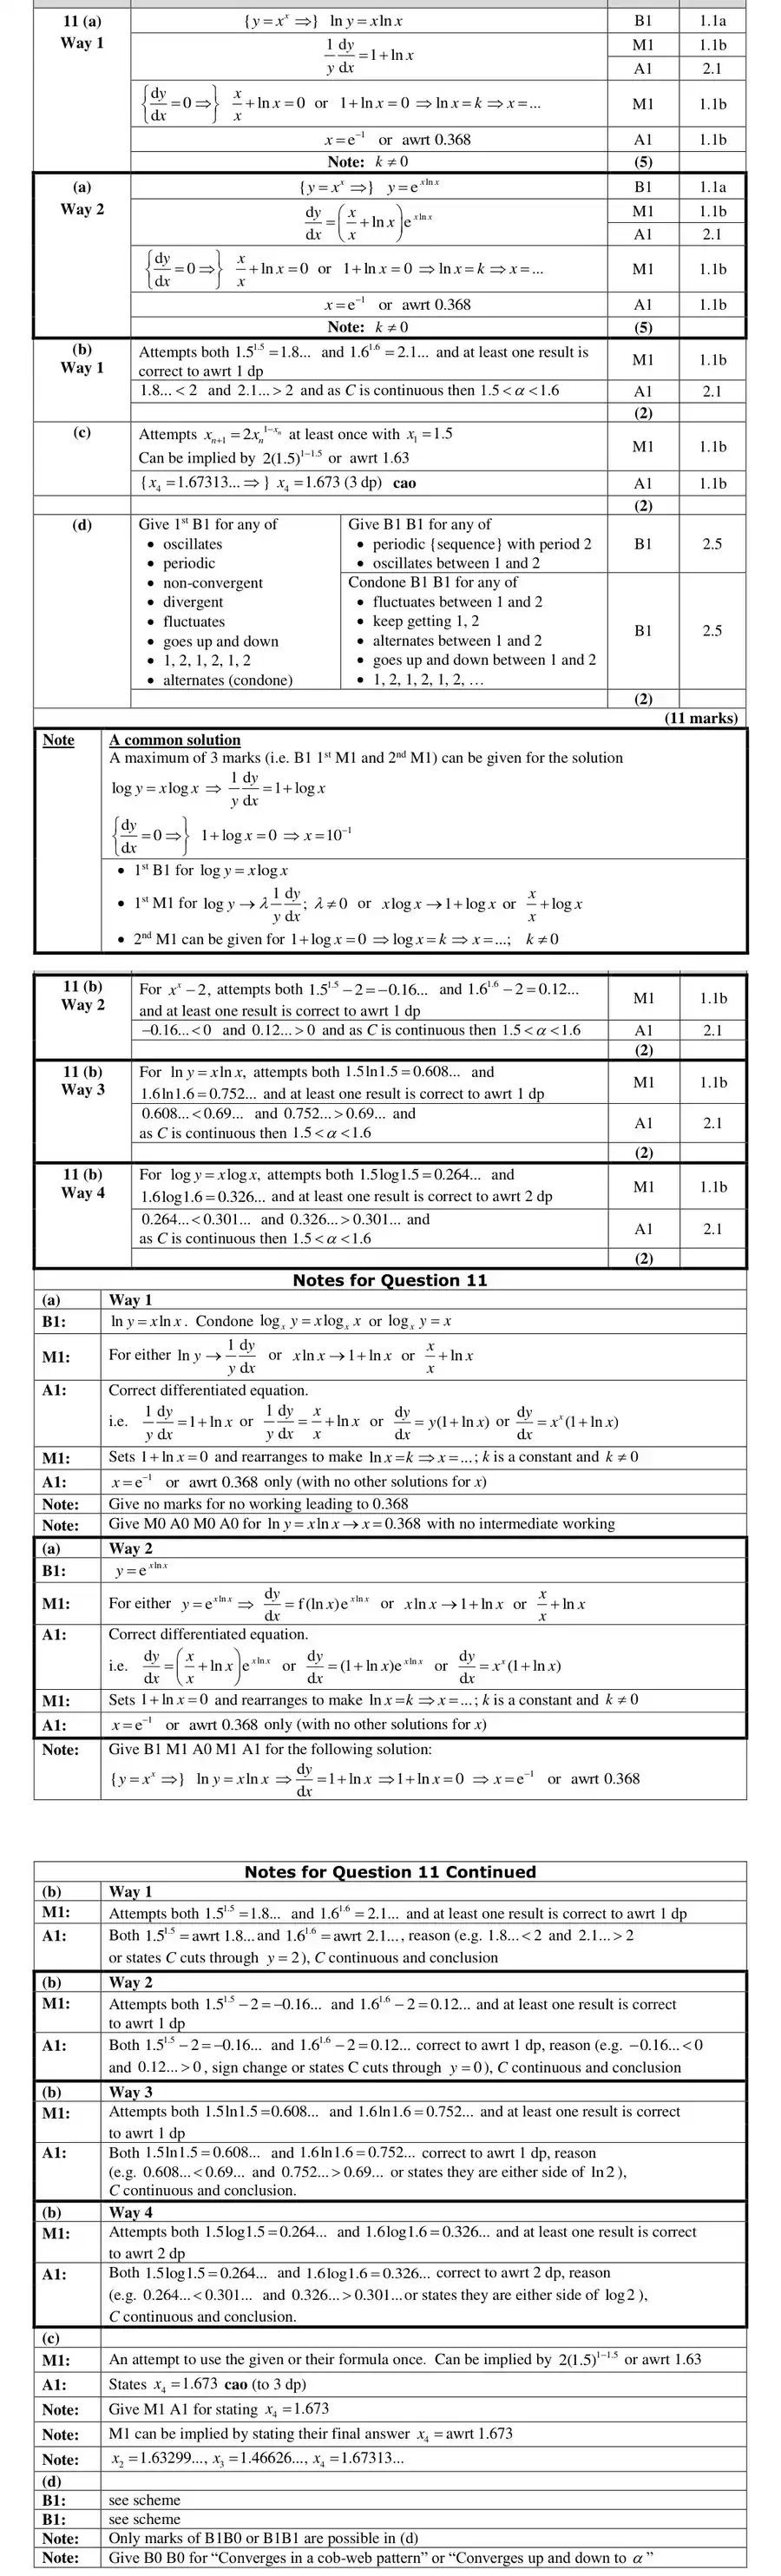 11 (a)
Way 1
{y = x^x ⇒} ln y = x ln x
B1
1.1a
1/y dy/dx = 1 + ln x
M1
1.1b
A1
2.1
{dy/dx = 0 ⇒} x/x + ln x = 0 or 1 + ln x = 0 ⇒ ln x = k ⇒ x = ...
M1
1.1b
x = e^−1 or awrt 0.368
A1
1.1b
Note: k ≠ 0
(5)
(a)
Way 2
{y = x^x ⇒} y = e^(x ln x)
B1
1.1a
dy/dx = (x/x + ln x) e^(x ln x)
M1
1.1b
A1
2.1
{dy/dx = 0 ⇒} x/x + ln x = 0 or 1 + ln x = 0 ⇒ ln x = k ⇒ x = ...
M1
1.1b
x = e^−1 or awrt 0.368
A1
1.1b
Note: k ≠ 0
(5)
(b)
Way 1
Attempts both 1.5^1.5 = 1.8... and 1.6^1.6 = 2.1... and at least one result is
correct to awrt 1 dp
M1
1.1b
1.8... < 2 and 2.1... > 2 and as C is continuous then 1.5 < α < 1.6
A1
2.1
(2)
(c)
Attempts x_(n+1) = 2x_n^(1−x_n) at least once with x_1 = 1.5
Can be implied by 2(1.5)^(1−1.5) or awrt 1.63
M1
1.1b
{x_4 = 1.67313... ⇒ } x_4 = 1.673 (3 dp) cao
A1
1.1b
(2)
(d)
Give 1st B1 for any of
• oscillates
• periodic
• non-convergent
• divergent
• fluctuates
• goes up and down
• 1, 2, 1, 2, 1, 2
• alternates (condone)
Give B1 B1 for any of
• periodic {sequence} with period 2
• oscillates between 1 and 2
B1
2.5
Condone B1 B1 for any of
• fluctuates between 1 and 2
• keep getting 1, 2
• alternates between 1 and 2
• goes up and down between 1 and 2
• 1, 2, 1, 2, 1, 2, …
B1
2.5
(2)
(11 marks)
Note
A common solution
A maximum of 3 marks (i.e. B1 1st M1 and 2nd M1) can be given for the solution
log y = x log x ⇒ 1/y dy/dx = 1 + log x
{dy/dx = 0 ⇒} 1 + log x = 0 ⇒ x = 10^−1
• 1st B1 for log y = x log x
• 1st M1 for log y → λ 1/y dy/dx; λ ≠ 0 or x log x → 1 + log x or x/x + log x
• 2nd M1 can be given for 1 + log x = 0 ⇒ log x = k ⇒ x = ...; k ≠ 0
11 (b)
Way 2
For x^x − 2, attempts both 1.5^1.5 − 2 = −0.16... and 1.6^1.6 − 2 = 0.12...
and at least one result is correct to awrt 1 dp
M1
1.1b
−0.16... < 0 and 0.12... > 0 and as C is continuous then 1.5 < α < 1.6
A1
2.1
(2)
11 (b)
Way 3
For ln y = x ln x, attempts both 1.5 ln 1.5 = 0.608... and
1.6 ln 1.6 = 0.752... and at least one result is correct to awrt 1 dp
M1
1.1b
0.608... < 0.69... and 0.752... > 0.69... and
as C is continuous then 1.5 < α < 1.6
A1
2.1
(2)
11 (b)
Way 4
For log y = x log x, attempts both 1.5 log 1.5 = 0.264... and
1.6 log 1.6 = 0.326... and at least one result is correct to awrt 2 dp
M1
1.1b
0.264... < 0.301... and 0.326... > 0.301... and
as C is continuous then 1.5 < α < 1.6
A1
2.1
(2)
Notes for Question 11
(a) Way 1
B1: ln y = x ln x. Condone log_x y = x log_x x or log_x y = x
M1: For either ln y → 1/y dy/dx or x ln x → 1 + ln x or x/x + ln x
A1: Correct differentiated equation.
i.e. 1/y dy/dx = 1 + ln x or 1/y dy/dx = x/x + ln x or dy/dx = y(1 + ln x) or dy/dx = x^x(1 + ln x)
M1: Sets 1 + ln x = 0 and rearranges to make ln x = k ⇒ x = ...; k is a constant and k ≠ 0
A1: x = e^−1 or awrt 0.368 only (with no other solutions for x)
Note: Give no marks for no working leading to 0.368
Note: Give M0 A0 M0 A0 for ln y = x ln x → x = 0.368 with no intermediate working
(a) Way 2
B1: y = e^(x ln x)
M1: For either y = e^(x ln x) ⇒ dy/dx = f(ln x)e^(x ln x) or x ln x → 1 + ln x or x/x + ln x
A1: Correct differentiated equation.
i.e. dy/dx = (x/x + ln x) e^(x ln x) or dy/dx = (1 + ln x)e^(x ln x) or dy/dx = x^x(1 + ln x)
M1: Sets 1 + ln x = 0 and rearranges to make ln x = k ⇒ x = ...; k is a constant and k ≠ 0
A1: x = e^−1 or awrt 0.368 only (with no other solutions for x)
Note: Give B1 M1 A0 M1 A1 for the following solution:
{y = x^x ⇒} ln y = x ln x ⇒ dy/dx = 1 + ln x ⇒ 1 + ln x = 0 ⇒ x = e^−1 or awrt 0.368
Notes for Question 11 Continued
(b) Way 1
M1: Attempts both 1.5^1.5 = 1.8... and 1.6^1.6 = 2.1... and at least one result is correct to awrt 1 dp
A1: Both 1.5^1.5 = awrt 1.8... and 1.6^1.6 = awrt 2.1..., reason (e.g. 1.8... < 2 and 2.1... > 2
or states C cuts through y = 2), C continuous and conclusion
(b) Way 2
M1: Attempts both 1.5^1.5 − 2 = −0.16... and 1.6^1.6 − 2 = 0.12... and at least one result is correct
to awrt 1 dp
A1: Both 1.5^1.5 − 2 = −0.16... and 1.6^1.6 − 2 = 0.12... correct to awrt 1 dp, reason (e.g. −0.16... < 0
and 0.12... > 0, sign change or states C cuts through y = 0), C continuous and conclusion
(b) Way 3
M1: Attempts both 1.5 ln 1.5 = 0.608... and 1.6 ln 1.6 = 0.752... and at least one result is correct
to awrt 1 dp
A1: Both 1.5 ln 1.5 = 0.608... and 1.6 ln 1.6 = 0.752... correct to awrt 1 dp, reason
(e.g. 0.608... < 0.69... and 0.752... > 0.69... or states they are either side of ln 2),
C continuous and conclusion.
(b) Way 4
M1: Attempts both 1.5 log 1.5 = 0.264... and 1.6 log 1.6 = 0.326... and at least one result is correct
to awrt 2 dp
A1: Both 1.5 log 1.5 = 0.264... and 1.6 log 1.6 = 0.326... correct to awrt 2 dp, reason
(e.g. 0.264... < 0.301... and 0.326... > 0.301... or states they are either side of log 2),
C continuous and conclusion.
(c)
M1: An attempt to use the given or their formula once. Can be implied by 2(1.5)^(1−1.5) or awrt 1.63
A1: States x_4 = 1.673 cao (to 3 dp)
Note: Give M1 A1 for stating x_4 = 1.673
Note: M1 can be implied by stating their final answer x_4 = awrt 1.673
Note: x_2 = 1.63299..., x_3 = 1.46626..., x_4 = 1.67313...
(d)
B1: see scheme
B1: see scheme
Note: Only marks of B1B0 or B1B1 are possible in (d)
Note: Give B0 B0 for “Converges in a cob-web pattern” or “Converges up and down to α ”